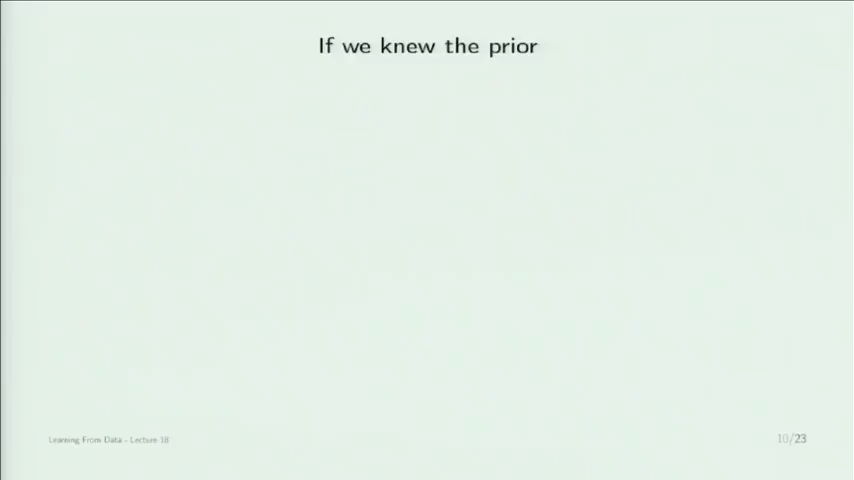 If we knew the prior
Learning From Data - Lecture 18
10/23